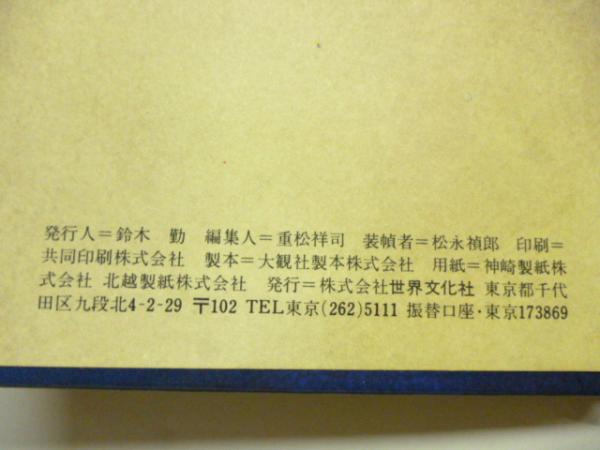 発行人＝鈴木 勤 編集人＝重松祥司 装幀者＝松永禎郎 印刷＝
共同印刷株式会社 製本＝大観社製本株式会社 用紙＝神崎製紙株
式会社 北越製紙株式会社 発行＝株式会社世界文化社 東京都千代
田区九段北4-2-29 〒102 TEL東京(262)5111 振替口座・東京173869